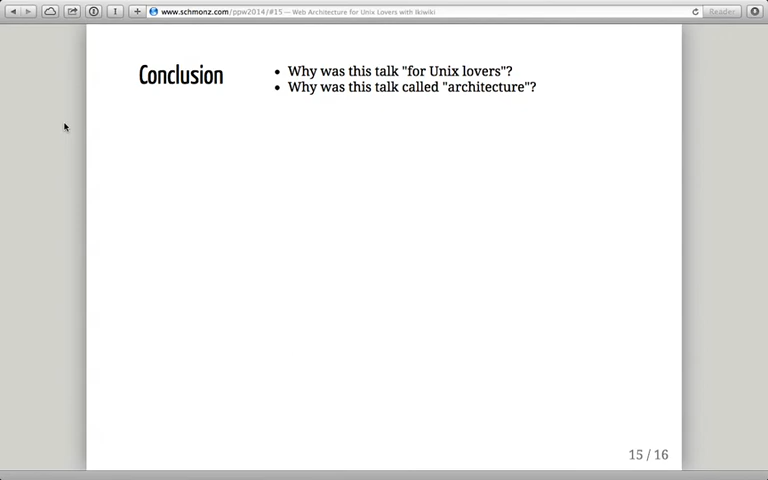 www.schmonz.com/ppw2014/#15 — Web Architecture for Unix Lovers with Ikiwiki
Reader
Conclusion
• Why was this talk "for Unix lovers"?
• Why was this talk called "architecture"?
15 / 16